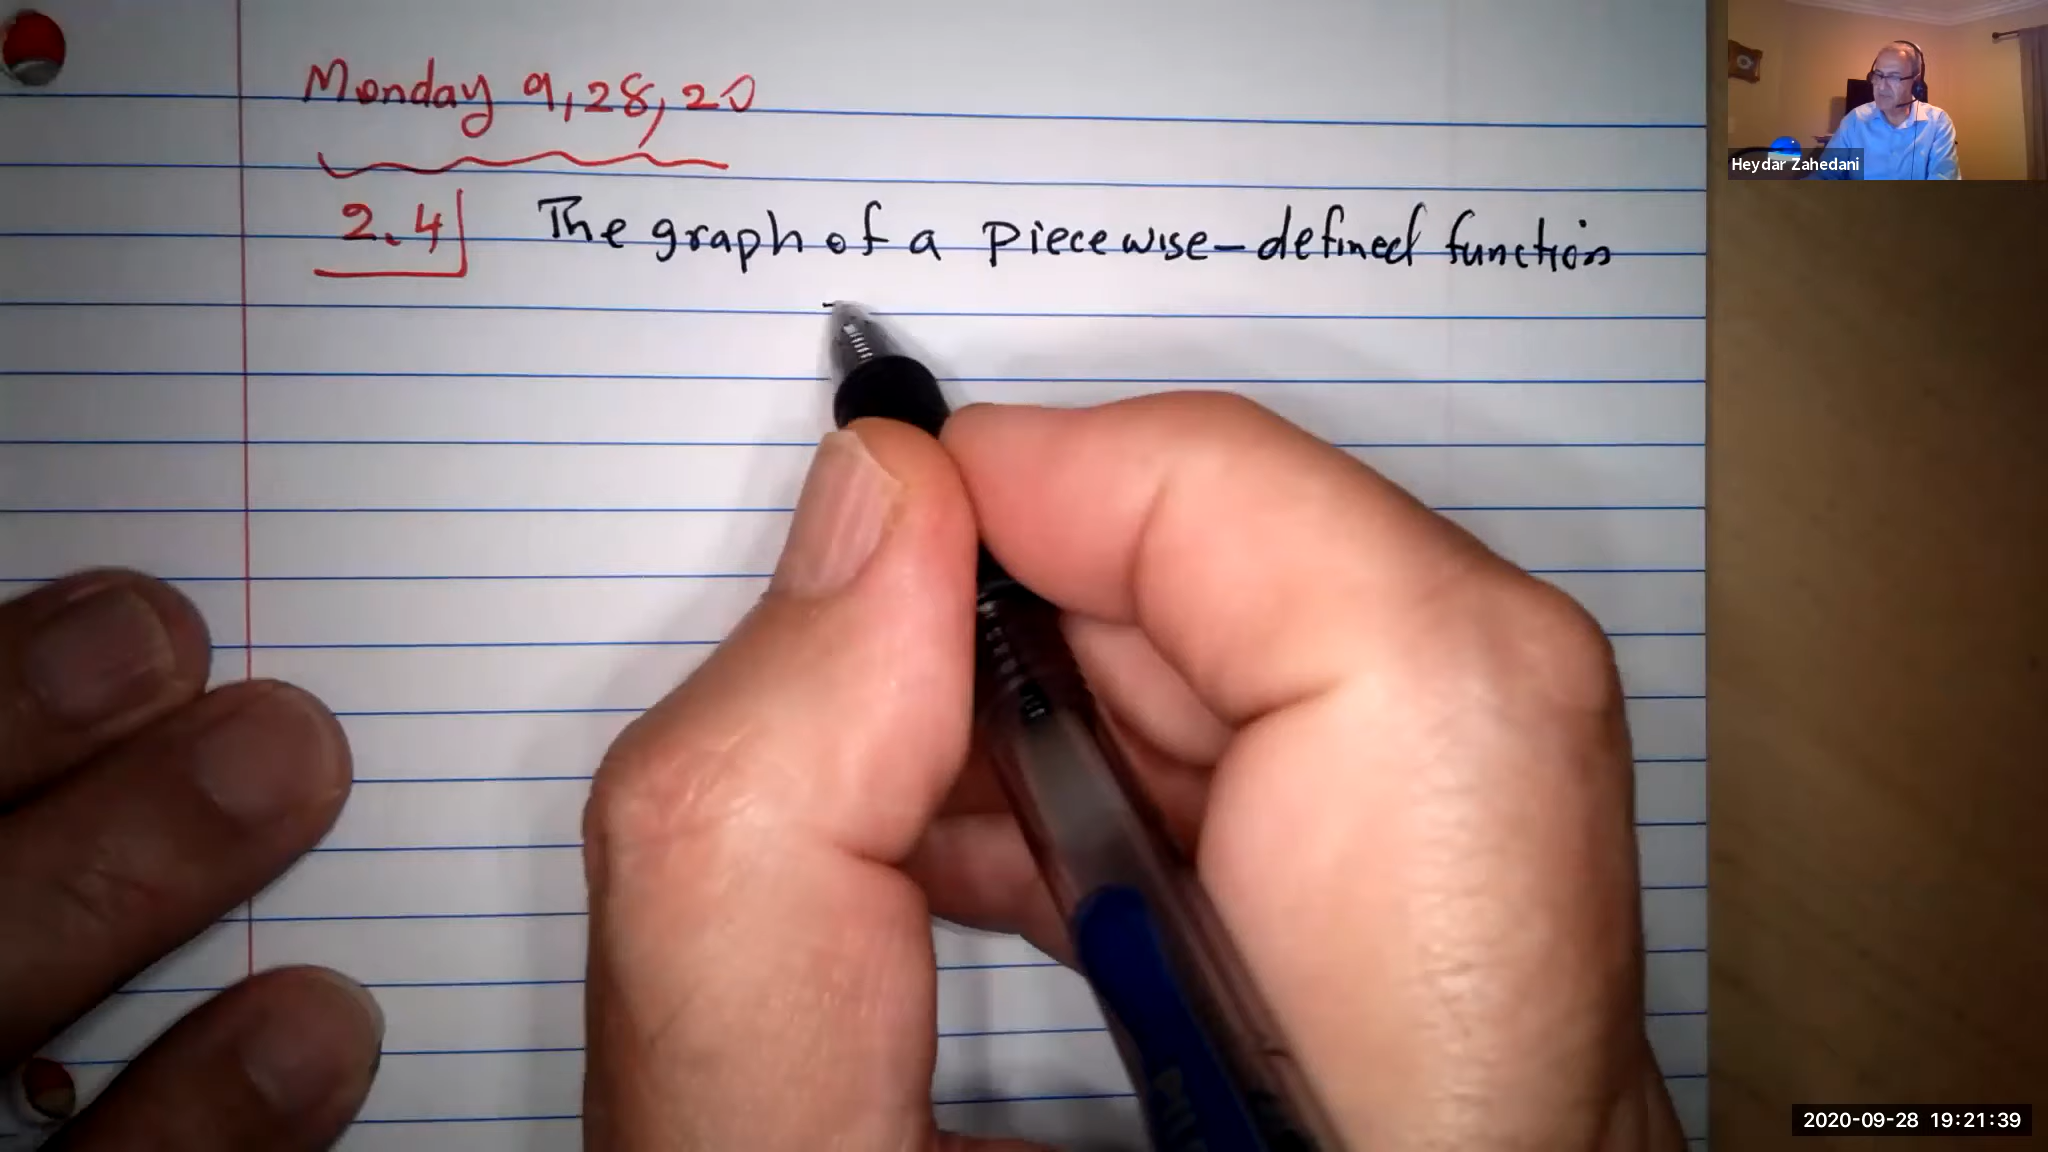 Monday 9,28,20
2.4 The graph of a piecewise-defined function
Heydar Zahedani
2020-09-28 19:21:39